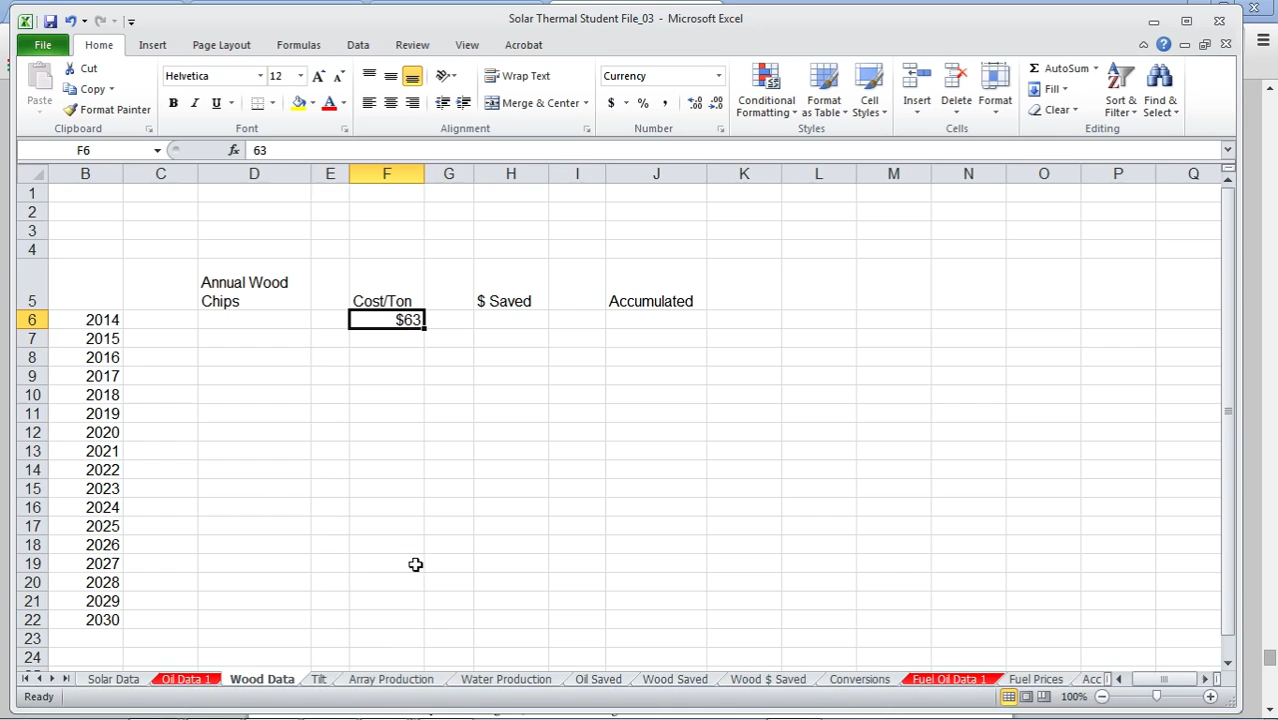 Solar Thermal Student File_03 - Microsoft Excel
File Home Insert Page Layout Formulas Data Review View Acrobat
Paste Cut Copy Format Painter
Helvetica 12 A A
B I U A
Wrap Text
Merge & Center
Currency
$ % ,
Conditional Formatting Format as Table Cell Styles
Insert Delete Format
Σ AutoSum Fill Clear
Sort & Filter Find & Select
Clipboard Font Alignment Number Styles Cells Editing
F6 fx 63
B C D E F G H I J K L M N O P Q
1
2
3
4
Annual Wood
5 Chips Cost/Ton $ Saved Accumulated
6 2014 $63
7 2015
8 2016
9 2017
10 2018
11 2019
12 2020
13 2021
14 2022
15 2023
16 2024
17 2025
18 2026
19 2027
20 2028
21 2029
22 2030
23
24
Solar Data Oil Data 1 Wood Data Tilt Array Production Water Production Oil Saved Wood Saved Wood $ Saved Conversions Fuel Oil Data 1 Fuel Prices Acc
Ready 100%